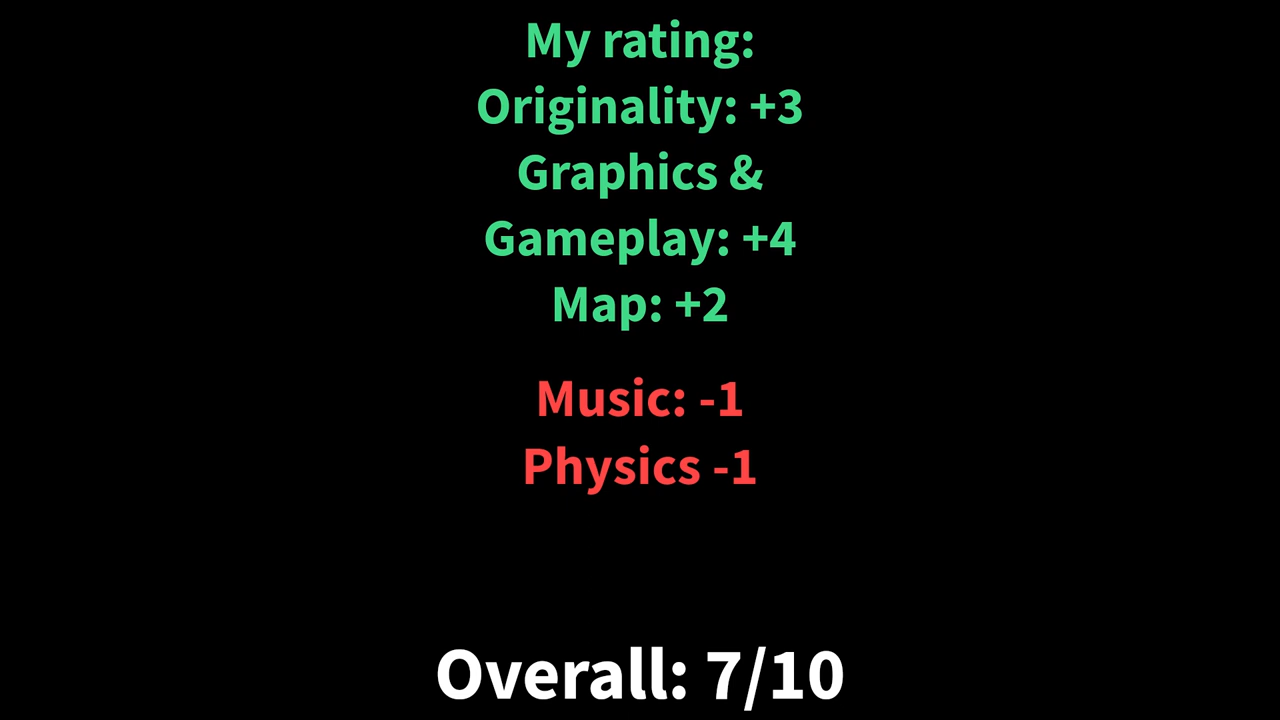 My rating:
Originality: +3
Graphics &
Gameplay: +4
Map: +2
Music: -1
Physics -1
Overall: 7/10